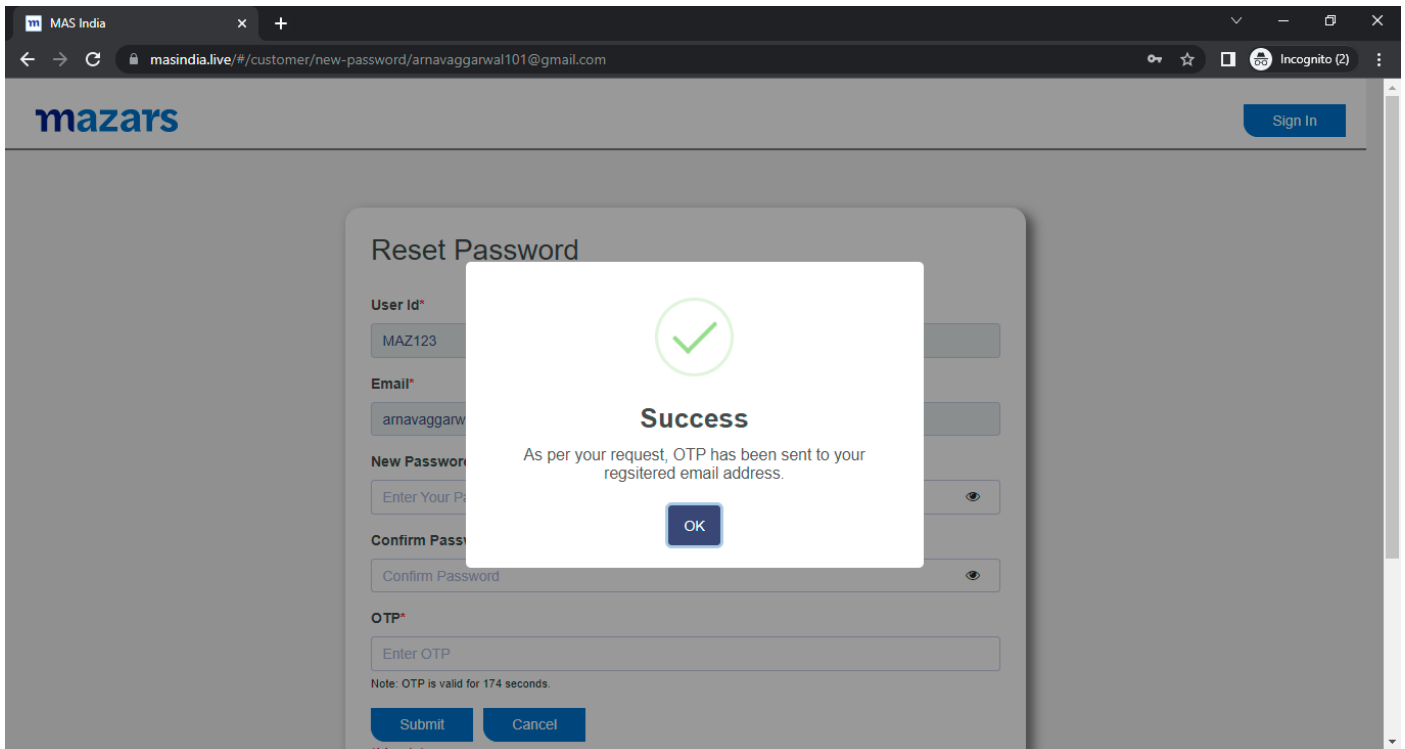 MAS India
masindia.live/#/customer/new-password/arnavaggarwal101@gmail.com
Incognito (2)
mazars
Sign In
Reset Password
User Id*
MAZ123
Email*
arnavaggarw
New Password
Enter Your Pa
Confirm Passw
Confirm Password
OTP*
Enter OTP
Note: OTP is valid for 174 seconds.
Submit Cancel
Success
As per your request, OTP has been sent to your
regsitered email address.
OK